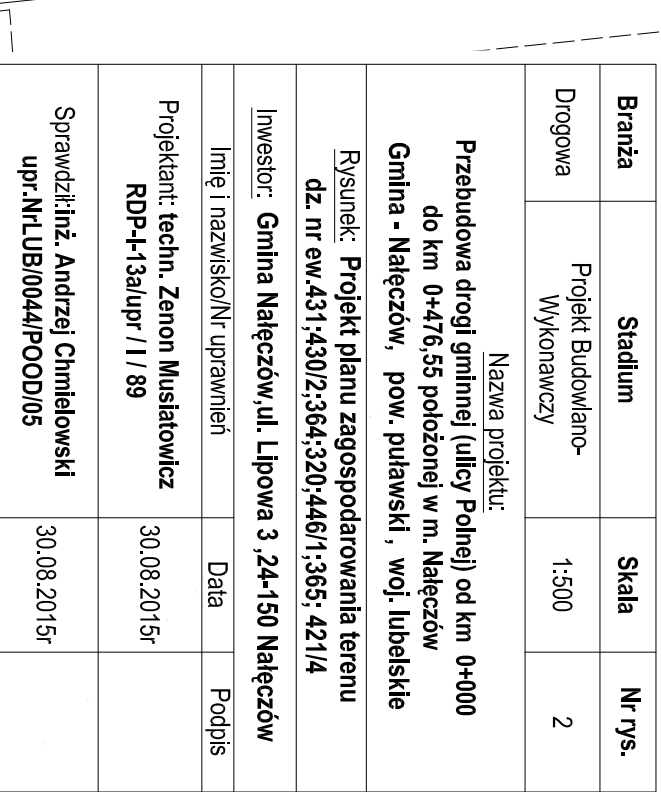 Branża Stadium Skala Nr rys.
Drogowa Projekt Budowlano- 1:500 2
Wykonawczy
Nazwa projektu:
Przebudowa drogi gminnej (ulicy Polnej) od km 0+000
do km 0+476,55 położonej w m. Nałęczów
Gmina - Nałęczów, pow. puławski , woj. lubelskie
Rysunek: Projekt planu zagospodarowania terenu
dz. nr ew.431;430/2;364;320;446/1;365; 421/4
Inwestor: Gmina Nałęczów,ul. Lipowa 3 ,24-150 Nałęczów
Imię i nazwisko/Nr uprawnień Data Podpis
Projektant: techn. Zenon Musiatowicz 30.08.2015r
RDP-I-13a/upr / I / 89
Sprawdził:inż. Andrzej Chmielowski 30.08.2015r
upr.NrLUB/0044/POOD/05